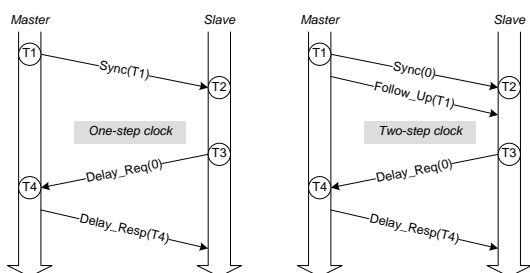 Master
Slave
T1
Sync(T1)
T2
One-step clock
T3
Delay_Req(0)
T4
Delay_Resp(T4)
Master
Slave
T1
Sync(0)
T2
Follow_Up(T1)
Two-step clock
T3
Delay_Req(0)
T4
Delay_Resp(T4)